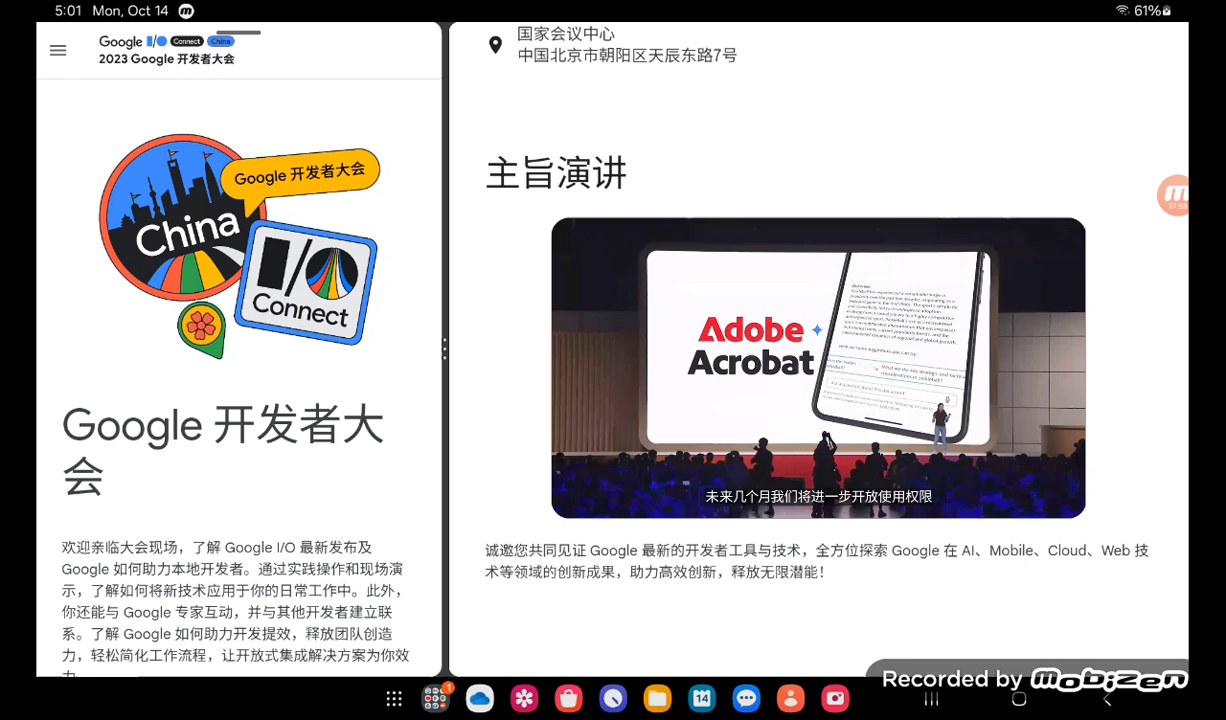 5:01 Mon, Oct 14
61%
Google I/O Connect China
2023 Google 开发者大会
Google 开发者大会
China
I/O
Connect
Google 开发者大
会
欢迎亲临大会现场，了解 Google I/O 最新发布及
Google 如何助力本地开发者。通过实践操作和现场演
示，了解如何将新技术应用于你的日常工作中。此外，
你还能与 Google 专家互动，并与其他开发者建立联
系。了解 Google 如何助力开发提效，释放团队创造
力，轻松简化工作流程，让开放式集成解决方案为你效
力。
国家会议中心
中国北京市朝阳区天辰东路7号
主旨演讲
Adobe
Acrobat
未来几个月我们将进一步开放使用权限
诚邀您共同见证 Google 最新的开发者工具与技术，全方位探索 Google 在 AI、Mobile、Cloud、Web 技
术等领域的创新成果，助力高效创新，释放无限潜能！
1
14
Recorded by mobizen